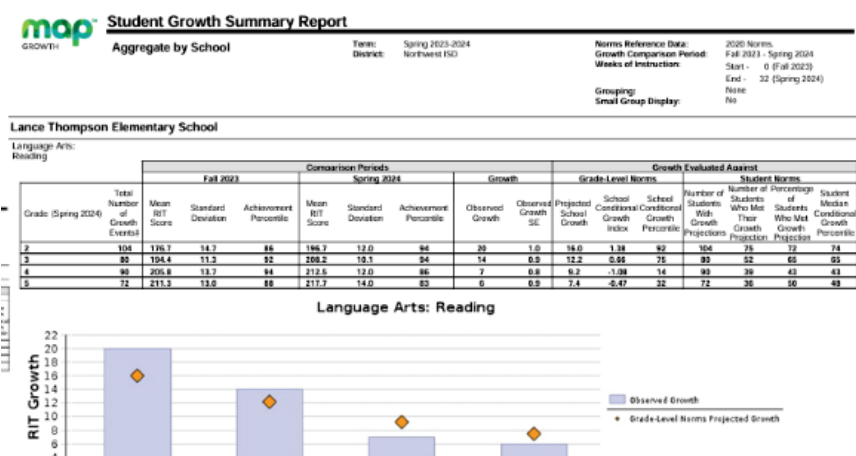 map
GROWTH
Student Growth Summary Report
Aggregate by School
Term: Spring 2023-2024
District: Northwest ISD
Norms Reference Data: 2020 Norms.
Growth Comparison Period: Fall 2023 - Spring 2024
Weeks of Instruction: Start - 0 (Fall 2023)
End - 32 (Spring 2024)
Grouping: None
Small Group Display: No
Lance Thompson Elementary School
Language Arts:
Reading
Comparison Periods Growth Evaluated Against
Fall 2023 Spring 2024 Growth Grade-Level Norms Student Norms
Grade (Spring 2024) Total Number of Growth Events‡ Mean RIT Score Standard Deviation Achievement Percentile Mean RIT Score Standard Deviation Achievement Percentile Observed Growth Observed Growth SE Projected School Growth School Conditional Growth Index School Conditional Growth Percentile Number of Students With Growth Projections Number of Students Who Met Their Growth Projection Percentage of Students Who Met Growth Projection Student Median Conditional Growth Percentile
2 104 176.7 14.7 86 196.7 12.0 94 20 1.0 16.0 1.38 92 104 75 72 74
3 80 194.4 11.3 92 208.2 10.1 94 14 0.9 12.2 0.66 75 80 52 65 65
4 90 205.8 13.7 94 212.5 12.0 86 7 0.8 9.2 -1.08 14 90 39 43 43
5 72 211.3 13.0 88 217.7 14.0 83 6 0.9 7.4 -0.47 32 72 36 50 48
Language Arts: Reading
RIT Growth
22
20
18
16
14
12
10
8
6
Observed Growth
Grade-Level Norms Projected Growth